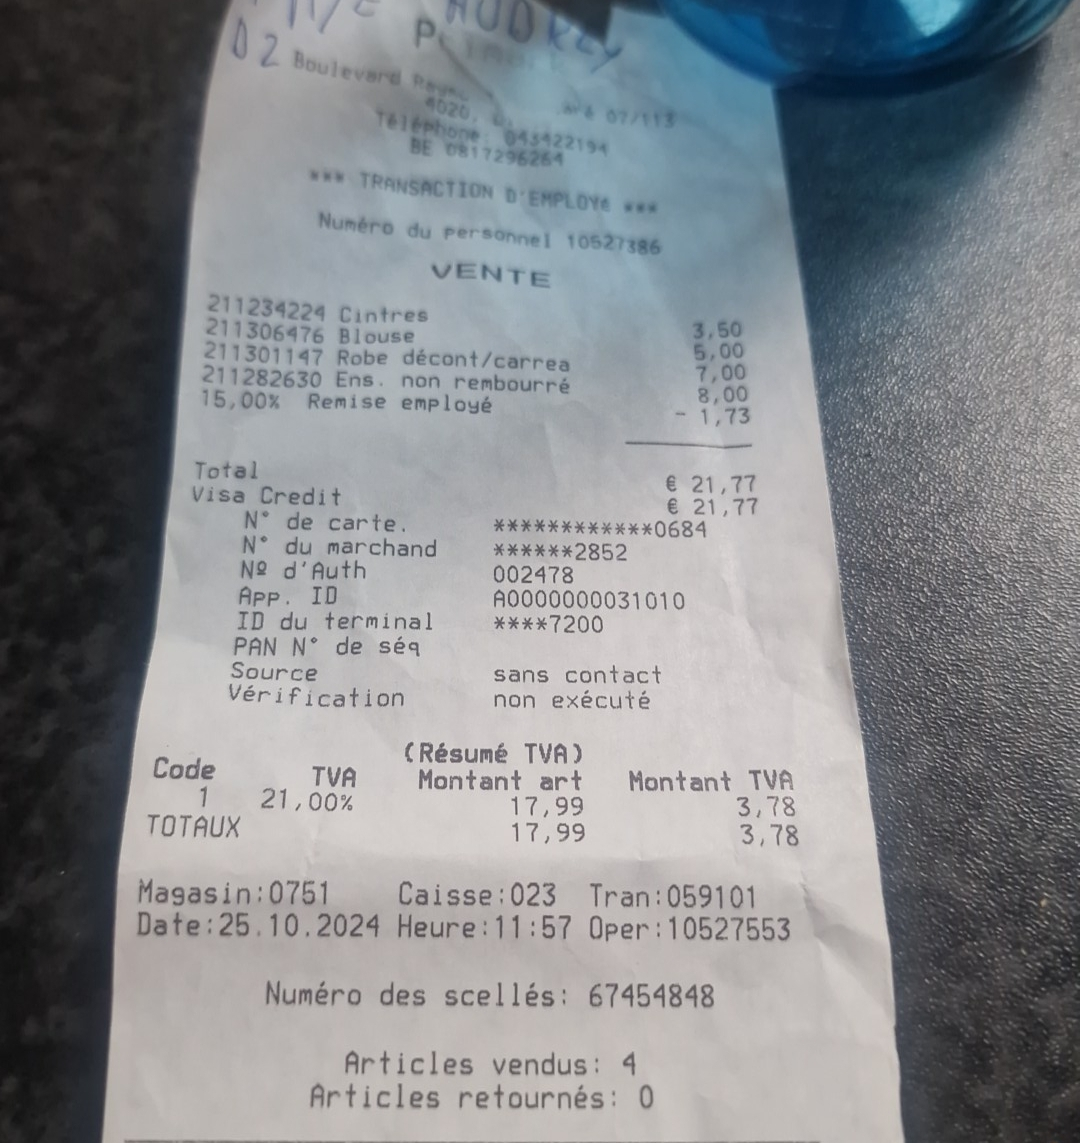 AUDREY
D2 Boulevard
4020, 07/113
Téléphone: 043422194
BE 0817296264
*** TRANSACTION D'EMPLOYé ***
Numéro du personnel 10527386
VENTE
211234224 Cintres 3,50
211306476 Blouse 5,00
211301147 Robe décont/carrea 7,00
211282630 Ens. non rembourré 8,00
15,00% Remise employé - 1,73
Total € 21,77
Visa Credit € 21,77
N° de carte. ************0684
N° du marchand ******2852
Nº d'Auth 002478
App. ID A0000000031010
ID du terminal ****7200
PAN N° de séq
Source sans contact
Vérification non exécuté
(Résumé TVA)
Code TVA Montant art Montant TVA
1 21,00% 17,99 3,78
TOTAUX 17,99 3,78
Magasin:0751 Caisse:023 Tran:059101
Date:25.10.2024 Heure:11:57 Oper:10527553
Numéro des scellés: 67454848
Articles vendus: 4
Articles retournés: 0